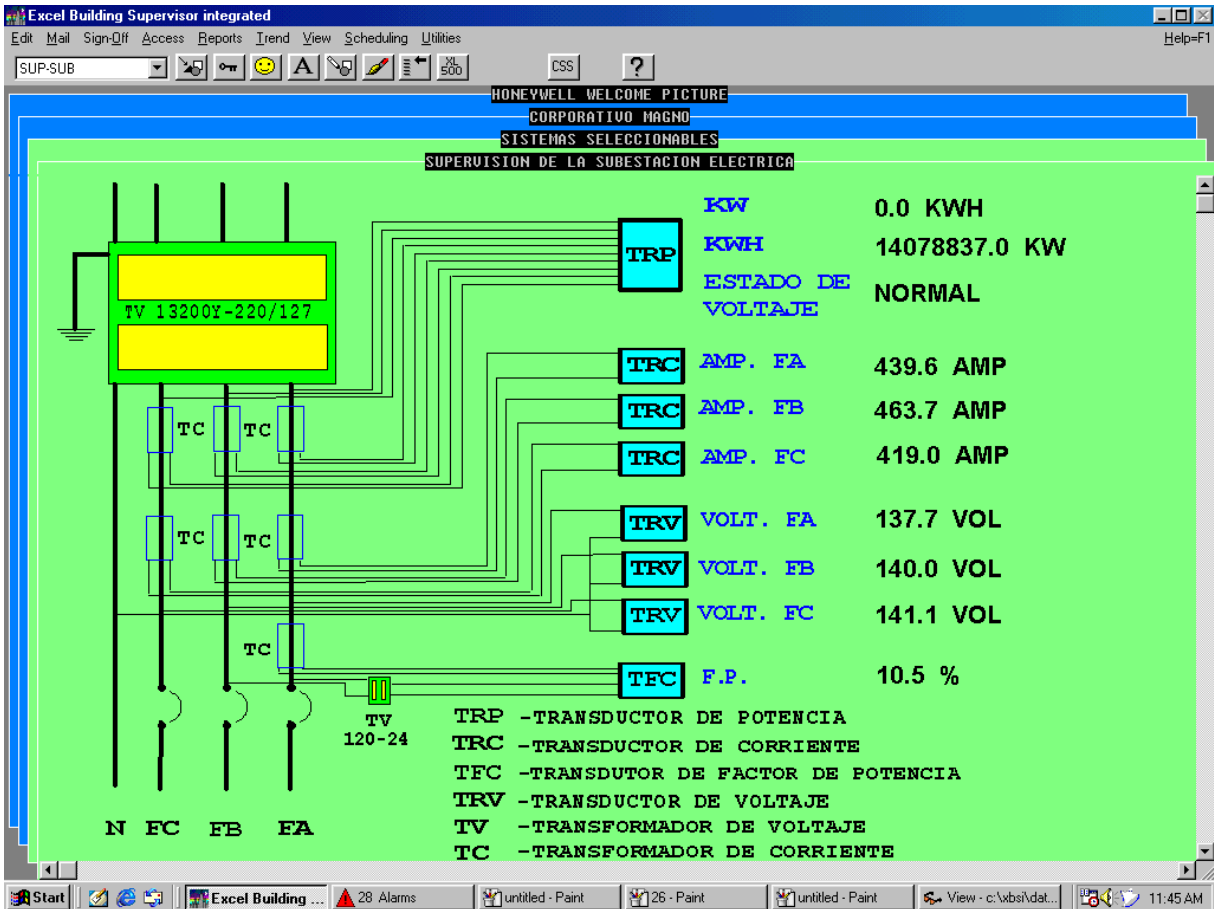 Excel Building Supervisor integrated
Edit Mail Sign-Off Access Reports Trend View Scheduling Utilities Help=F1
SUP-SUB A XL 500 CSS ?
HONEYWELL WELCOME PICTURE
CORPORATIVO MAGNO
SISTEMAS SELECCIONABLES
SUPERVISION DE LA SUBESTACION ELECTRICA
KW 0.0 KWH
TRP KWH 14078837.0 KW
ESTADO DE VOLTAJE NORMAL
TV 13200Y-220/127
TRC AMP. FA 439.6 AMP
TRC AMP. FB 463.7 AMP
TC TC
TRC AMP. FC 419.0 AMP
TRV VOLT. FA 137.7 VOL
TC TC
TRV VOLT. FB 140.0 VOL
TRV VOLT. FC 141.1 VOL
TC
TFC F.P. 10.5 %
TV
120-24
TRP -TRANSDUCTOR DE POTENCIA
TRC -TRANSDUCTOR DE CORRIENTE
TFC -TRANSDUTOR DE FACTOR DE POTENCIA
TRV -TRANSDUCTOR DE VOLTAJE
TV -TRANSFORMADOR DE VOLTAJE
TC -TRANSFORMADOR DE CORRIENTE
N FC FB FA
Start Excel Building ... 28 Alarms untitled - Paint 26 - Paint untitled - Paint View - c:\xbsi\dat... 11:45 AM